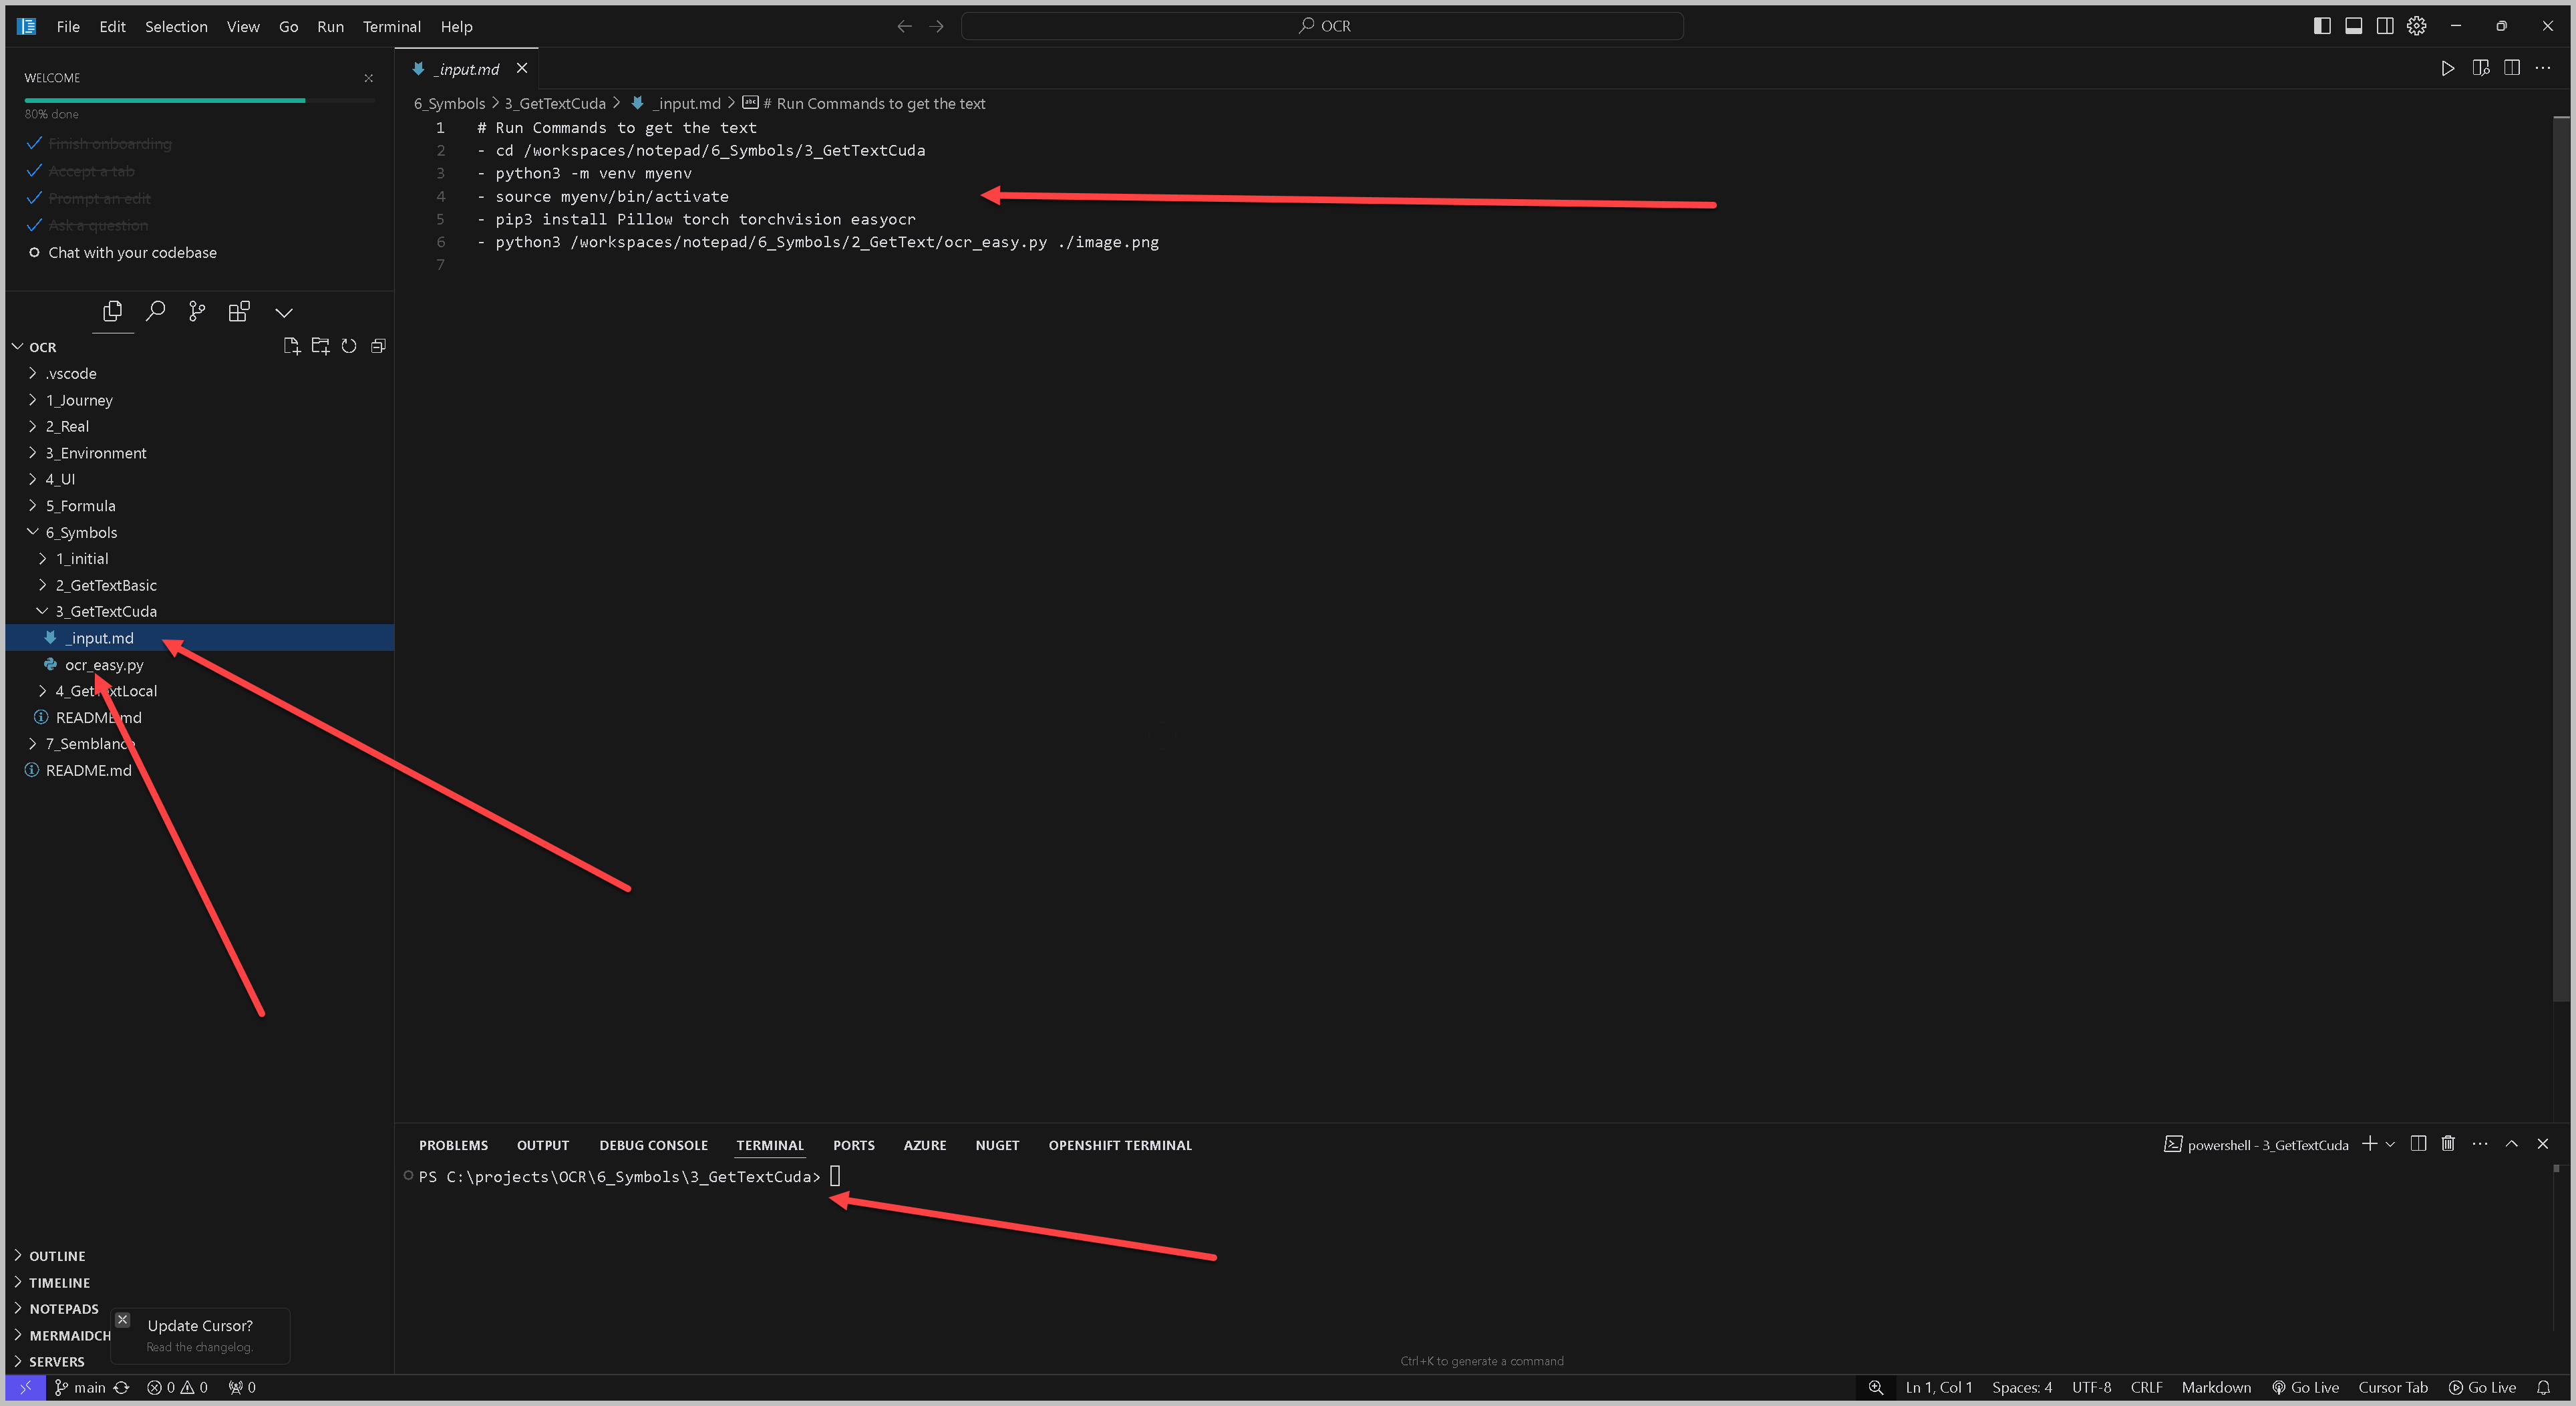 File Edit Selection View Go Run Terminal Help
OCR
WELCOME
80% done
Finish onboarding
Accept a tab
Prompt an edit
Ask a question
Chat with your codebase
OCR
.vscode
1_Journey
2_Real
3_Environment
4_UI
5_Formula
6_Symbols
1_initial
2_GetTextBasic
3_GetTextCuda
_input.md
ocr_easy.py
4_GetTextLocal
README.md
7_Semblance
README.md
OUTLINE
TIMELINE
NOTEPADS
MERMAIDCH
SERVERS
Update Cursor?
Read the changelog.
_input.md
6_Symbols > 3_GetTextCuda > _input.md > abc # Run Commands to get the text
1 # Run Commands to get the text
2 - cd /workspaces/notepad/6_Symbols/3_GetTextCuda
3 - python3 -m venv myenv
4 - source myenv/bin/activate
5 - pip3 install Pillow torch torchvision easyocr
6 - python3 /workspaces/notepad/6_Symbols/2_GetText/ocr_easy.py ./image.png
7
PROBLEMS OUTPUT DEBUG CONSOLE TERMINAL PORTS AZURE NUGET OPENSHIFT TERMINAL
powershell - 3_GetTextCuda
PS C:\projects\OCR\6_Symbols\3_GetTextCuda>
Ctrl+K to generate a command
main 0 0 0
Ln 1, Col 1 Spaces: 4 UTF-8 CRLF Markdown Go Live Cursor Tab Go Live